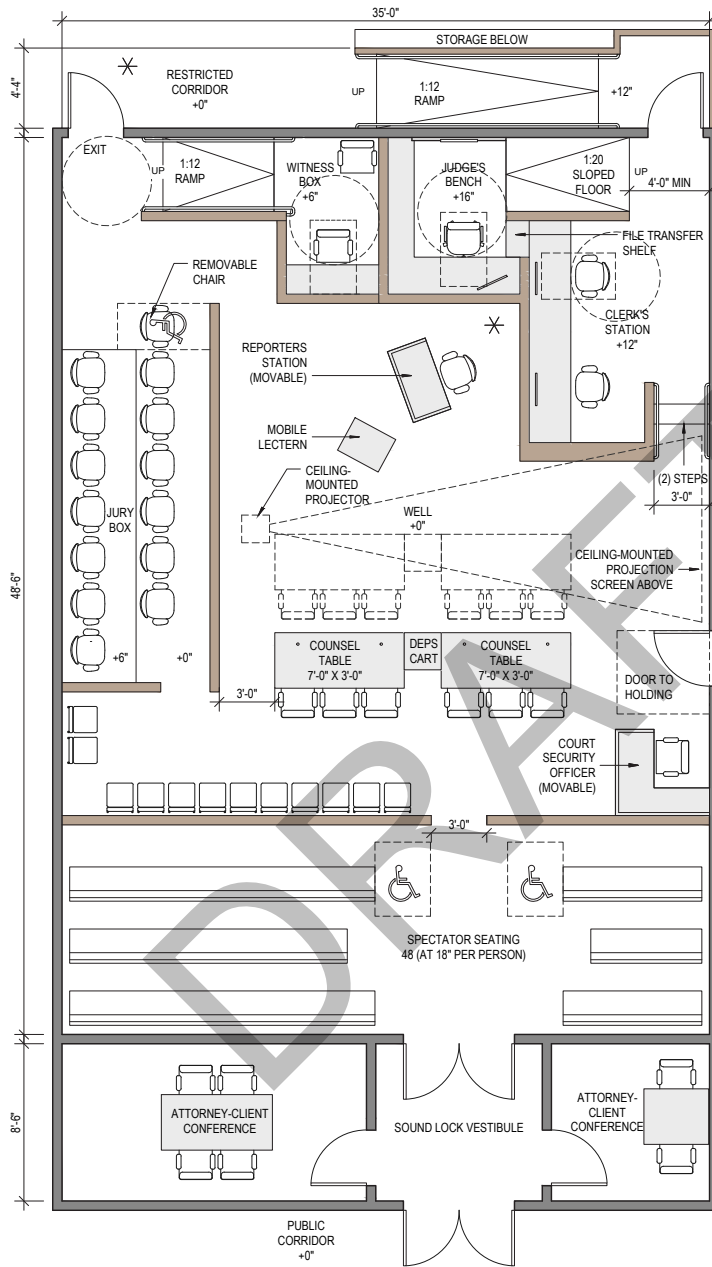 35'-0"
STORAGE BELOW
4'-4"
RESTRICTED
CORRIDOR
+0"
UP
1:12
RAMP
+12"
EXIT
UP
1:12
RAMP
WITNESS
BOX
+6"
JUDGE'S
BENCH
+16"
1:20
SLOPED
FLOOR
UP
4'-0" MIN
FILE TRANSFER
SHELF
REMOVABLE
CHAIR
CLERK'S
STATION
+12"
REPORTERS
STATION
(MOVABLE)
MOBILE
LECTERN
CEILING-
MOUNTED
PROJECTOR
(2) STEPS
3'-0"
JURY
BOX
WELL
+0"
CEILING-MOUNTED
PROJECTION
SCREEN ABOVE
48'-6"
+6"
+0"
COUNSEL
TABLE
7'-0" X 3'-0"
DEPS
CART
COUNSEL
TABLE
7'-0" X 3'-0"
DOOR TO
HOLDING
3'-0"
COURT
SECURITY
OFFICER
(MOVABLE)
3'-0"
SPECTATOR SEATING
48 (AT 18" PER PERSON)
8'-6"
ATTORNEY-CLIENT
CONFERENCE
SOUND LOCK VESTIBULE
ATTORNEY-
CLIENT
CONFERENCE
PUBLIC
CORRIDOR
+0"
DRAFT